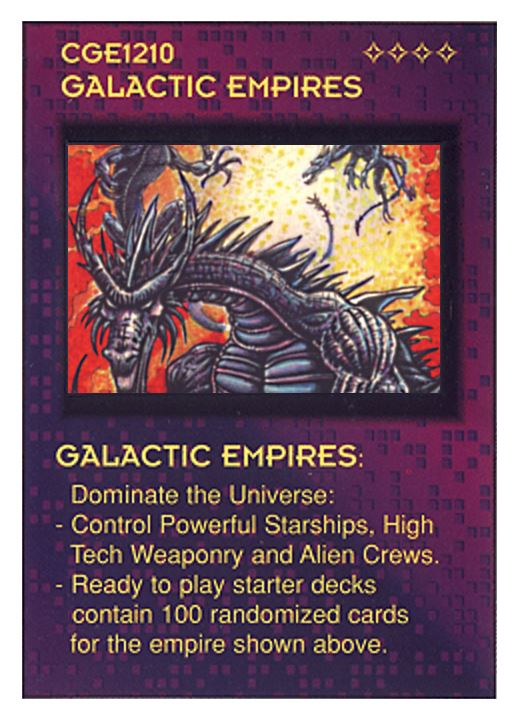 CGE1210
GALACTIC EMPIRES
GALACTIC EMPIRES:
Dominate the Universe:
- Control Powerful Starships, High
Tech Weaponry and Alien Crews.
- Ready to play starter decks
contain 100 randomized cards
for the empire shown above.